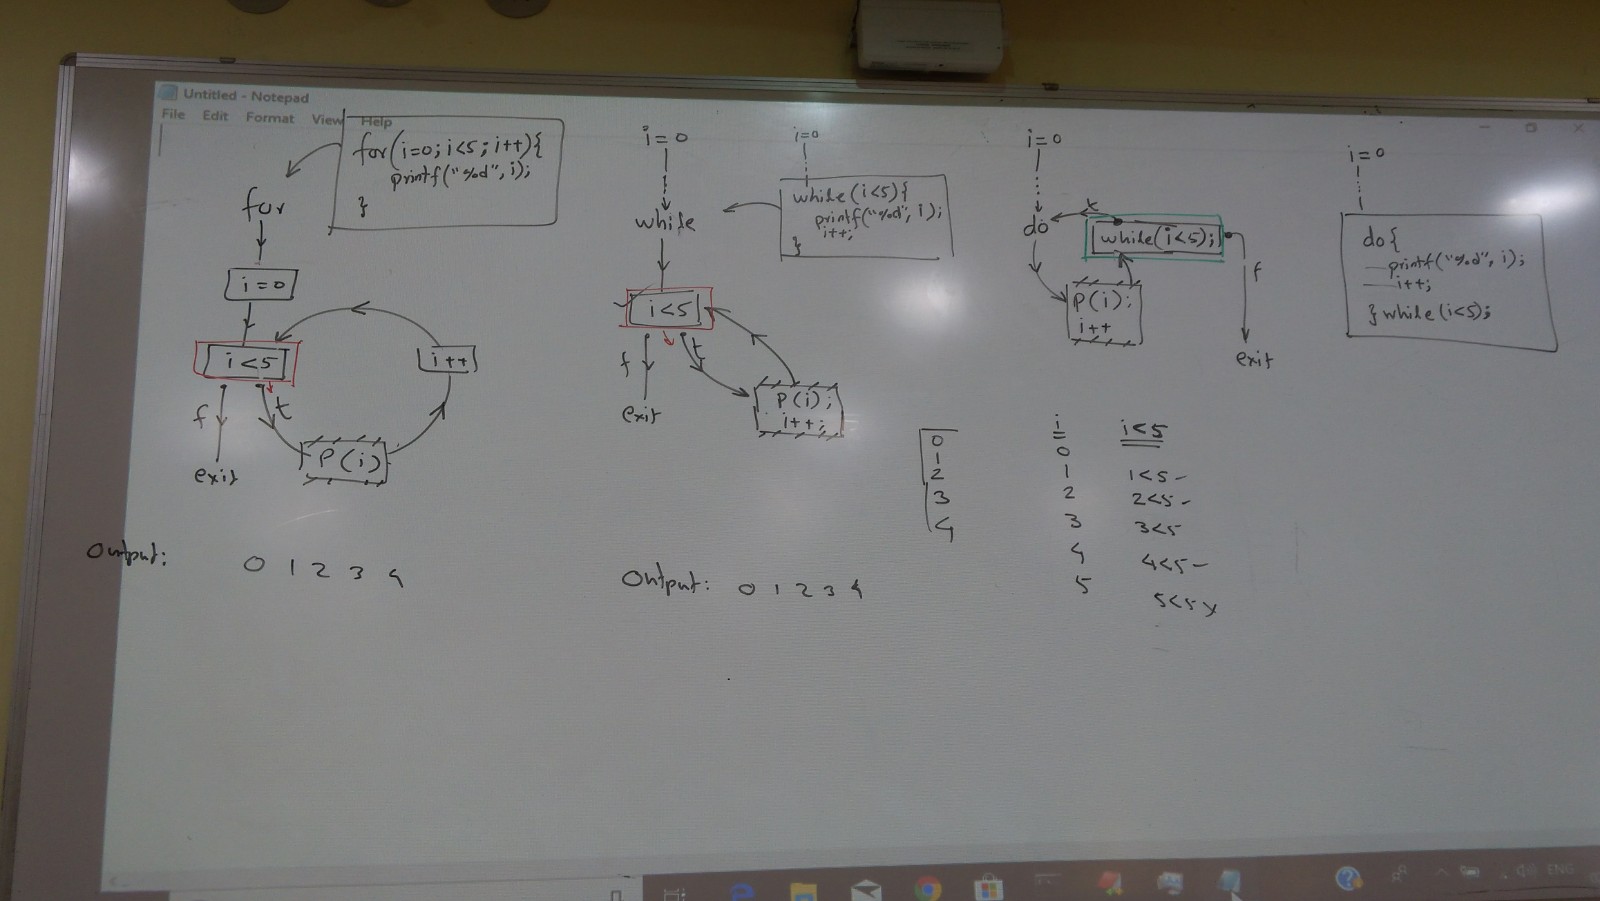 Untitled - Notepad
File Edit Format View Help
for(i=0; i<5; i++){
printf("%d", i);
}
for
i=0
i<5
i++
f
t
P(i)
exit
Output: 0 1 2 3 4
i=0
while
i=0
while(i<5){
printf("%d", i);
i++;
}
i<5
f
t
exit
P(i);
i++;
Output: 0 1 2 3 4
i=0
do
t
while(i<5);
f
P(i);
i++
exit
i=0
do{
printf("%d", i);
i++;
}while(i<5);
0
1
2
3
4
i i<5
0
1 1<5
2 2<5
3 3<5
4 4<5
5 5<5 x
ENG